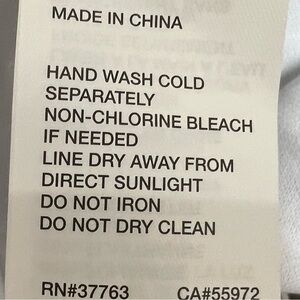 MADE IN CHINA
HAND WASH COLD
SEPARATELY
NON-CHLORINE BLEACH
IF NEEDED
LINE DRY AWAY FROM
DIRECT SUNLIGHT
DO NOT IRON
DO NOT DRY CLEAN
RN#37763 CA#55972